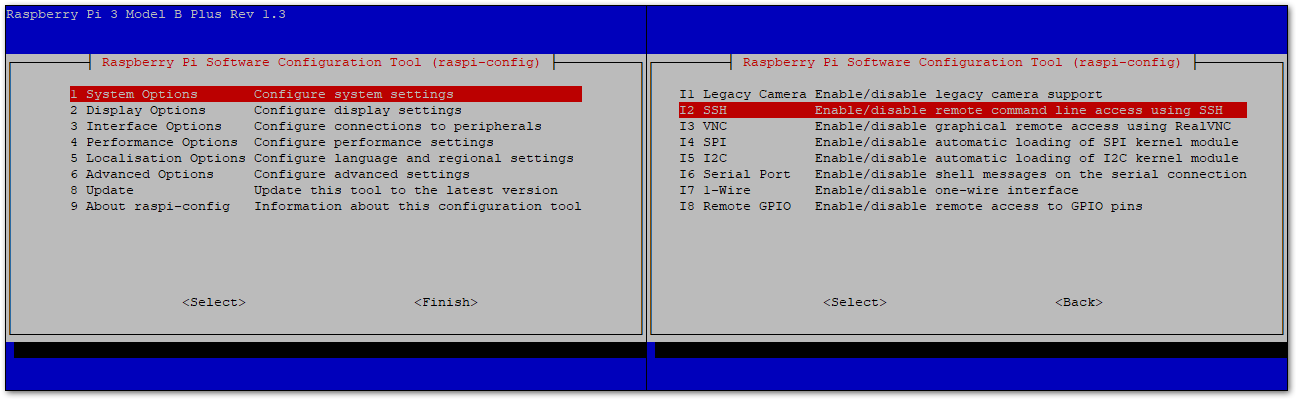 Raspberry Pi 3 Model B Plus Rev 1.3
Raspberry Pi Software Configuration Tool (raspi-config)
1 System Options Configure system settings
2 Display Options Configure display settings
3 Interface Options Configure connections to peripherals
4 Performance Options Configure performance settings
5 Localisation Options Configure language and regional settings
6 Advanced Options Configure advanced settings
8 Update Update this tool to the latest version
9 About raspi-config Information about this configuration tool
<Select> <Finish>
Raspberry Pi Software Configuration Tool (raspi-config)
I1 Legacy Camera Enable/disable legacy camera support
I2 SSH Enable/disable remote command line access using SSH
I3 VNC Enable/disable graphical remote access using RealVNC
I4 SPI Enable/disable automatic loading of SPI kernel module
I5 I2C Enable/disable automatic loading of I2C kernel module
I6 Serial Port Enable/disable shell messages on the serial connection
I7 1-Wire Enable/disable one-wire interface
I8 Remote GPIO Enable/disable remote access to GPIO pins
<Select> <Back>